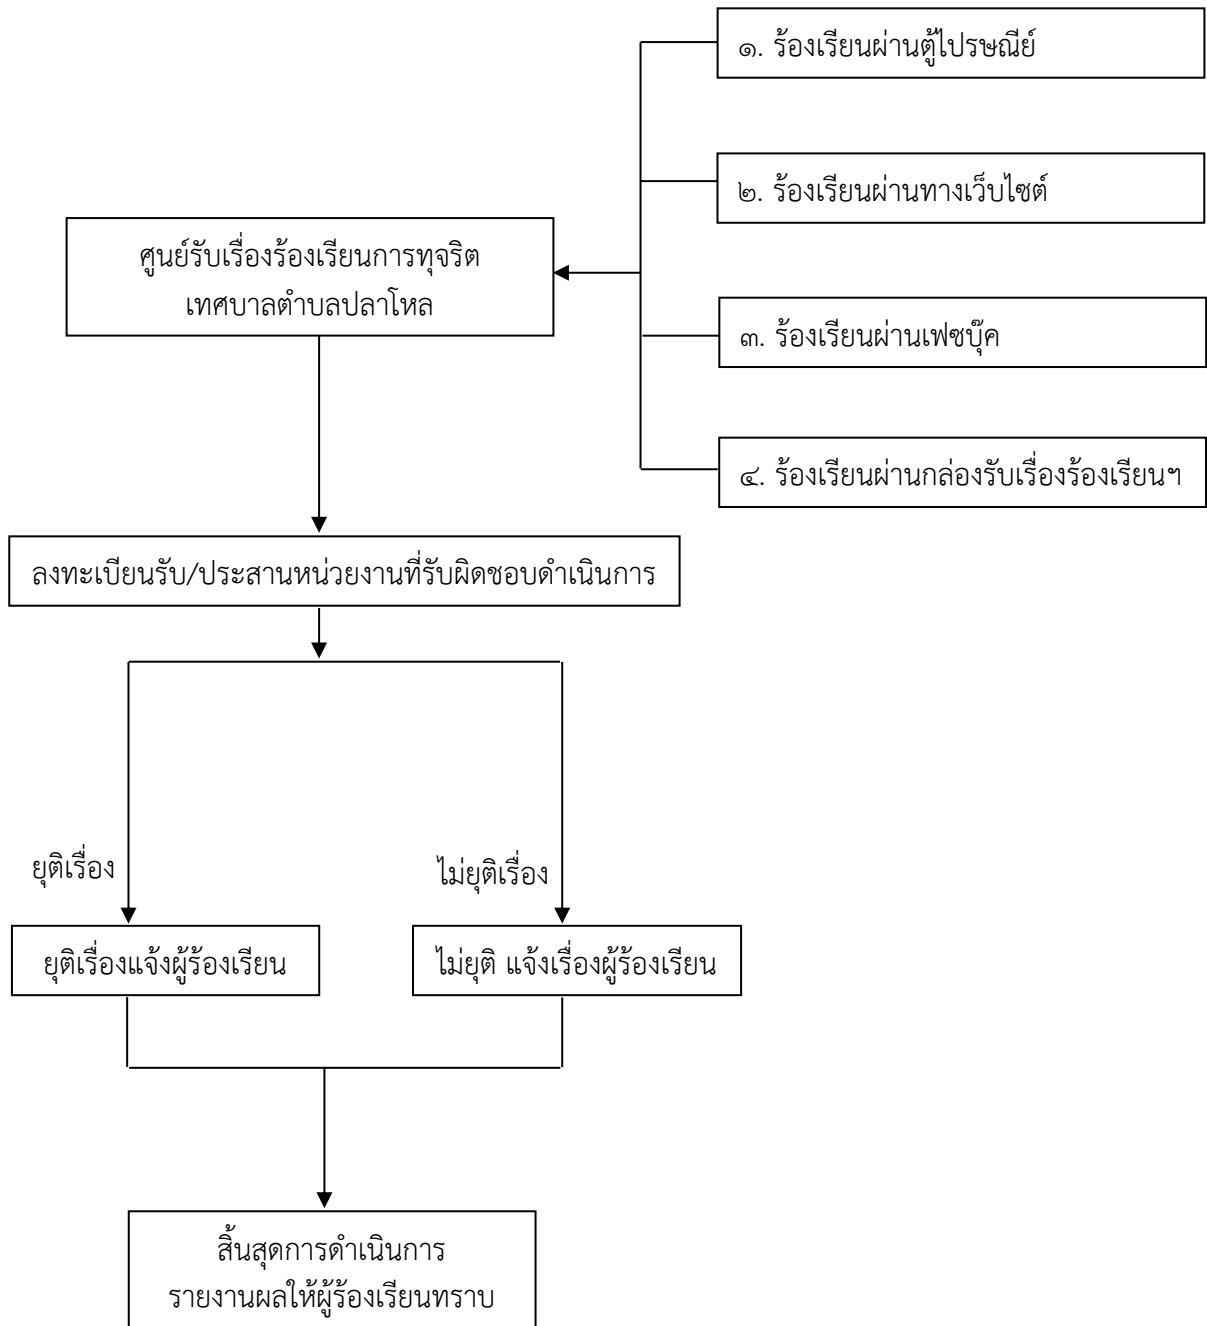 ๑. ร้องเรียนผ่านตู้ไปรษณีย์
๒. ร้องเรียนผ่านทางเว็บไซต์
ศูนย์รับเรื่องร้องเรียนการทุจริต
เทศบาลตำบลปลาโหล
๓. ร้องเรียนผ่านเฟซบุ๊ค
๔. ร้องเรียนผ่านกล่องรับเรื่องร้องเรียนฯ
ลงทะเบียนรับ/ประสานหน่วยงานที่รับผิดชอบดำเนินการ
ยุติเรื่อง
ไม่ยุติเรื่อง
ยุติเรื่องแจ้งผู้ร้องเรียน
ไม่ยุติ แจ้งเรื่องผู้ร้องเรียน
สิ้นสุดการดำเนินการ
รายงานผลให้ผู้ร้องเรียนทราบ